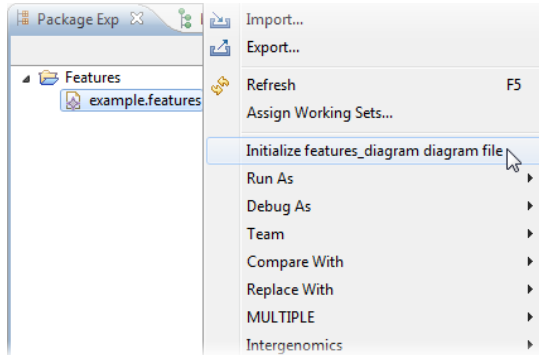 Package Exp
Import...
Export...
Features
Refresh F5
example.features
Assign Working Sets...
Initialize features_diagram diagram file
Run As
Debug As
Team
Compare With
Replace With
MULTIPLE
Intergenomics